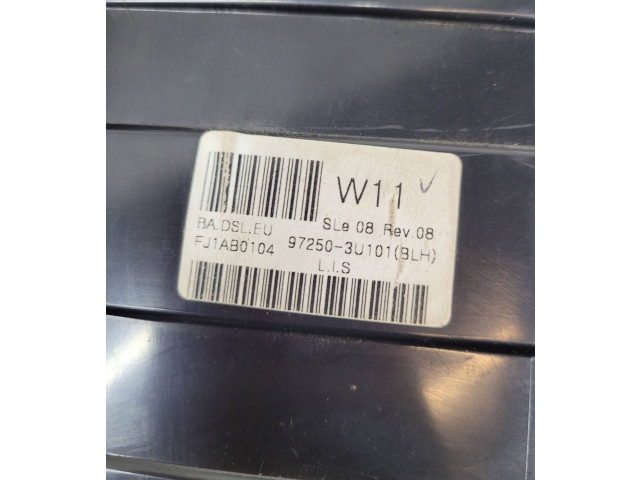 W11
BA.DSL.EU SLe 08 Rev.08
FJ1AB0104 97250-3U101(BLH)
L.I.S